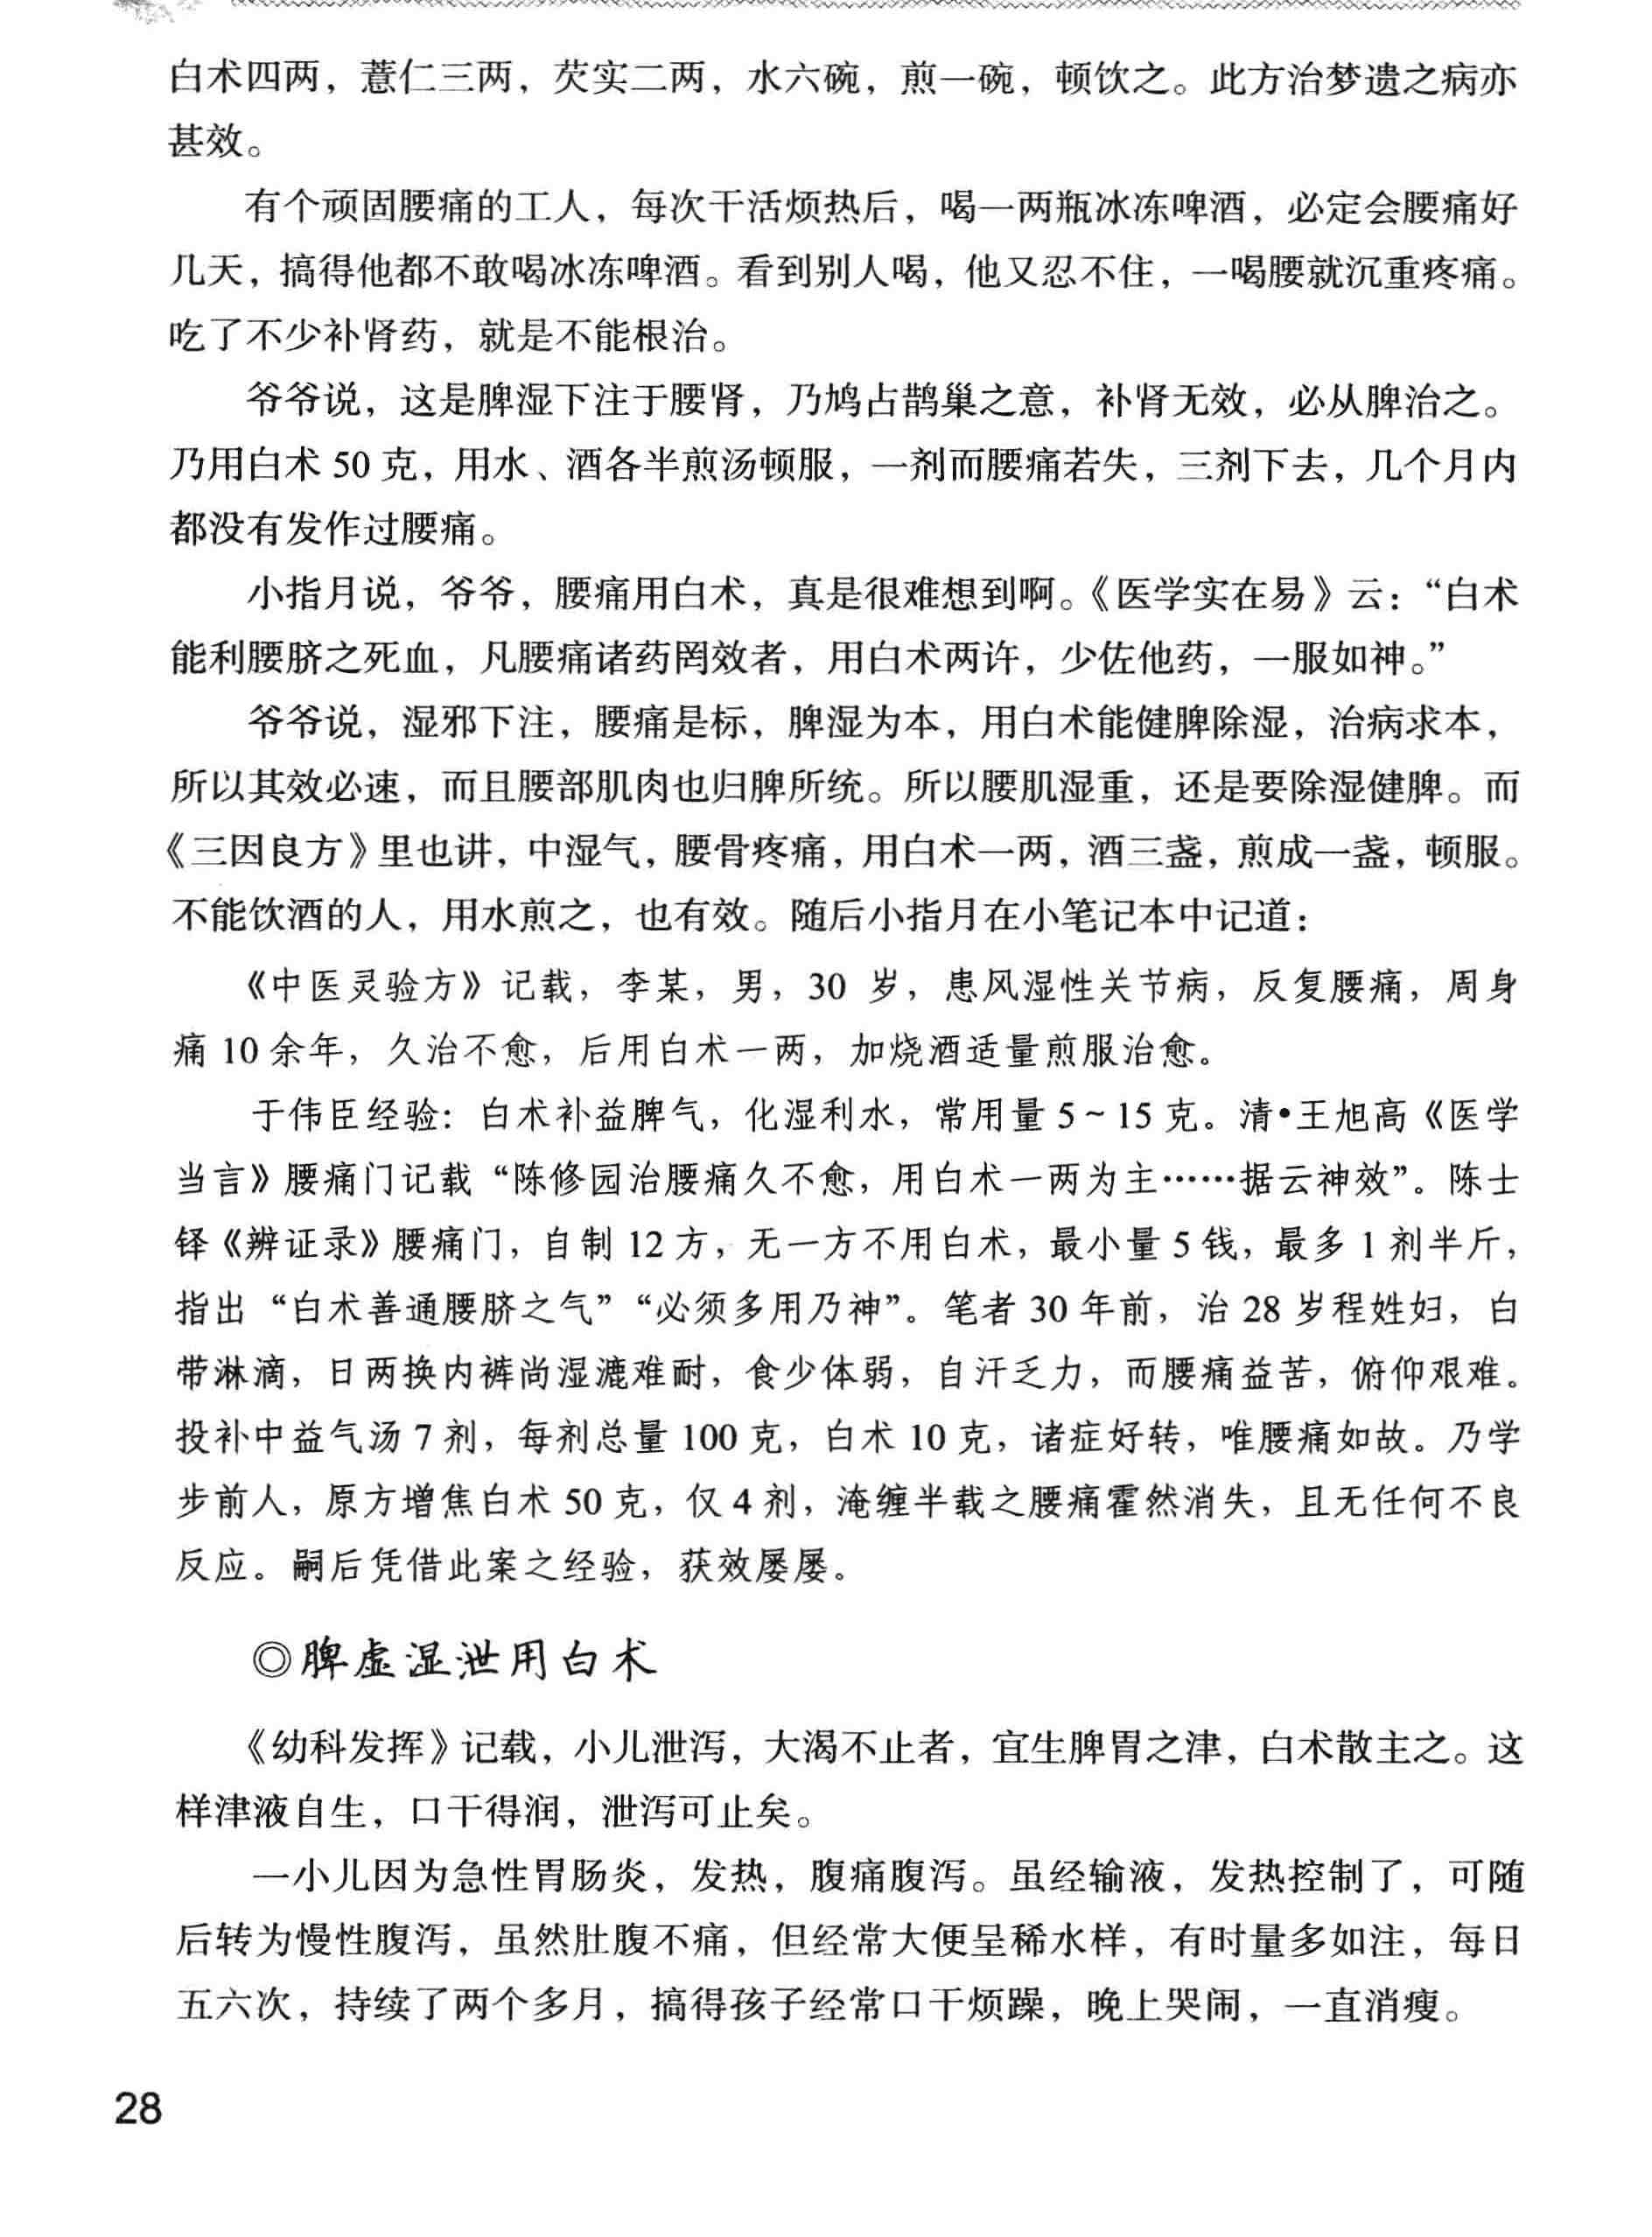 白术四两，薏仁三两，芡实二两，水六碗，煎一碗，顿饮之。此方治梦遗之病亦
甚效。
有个顽固腰痛的工人，每次干活烦热后，喝一两瓶冰冻啤酒，必定会腰痛好
几天，搞得他都不敢喝冰冻啤酒。看到别人喝，他又忍不住，一喝腰就沉重疼痛。
吃了不少补肾药，就是不能根治。
爷爷说，这是脾湿下注于腰肾，乃鸠占鹊巢之意，补肾无效，必从脾治之。
乃用白术 50 克，用水、酒各半煎汤顿服，一剂而腰痛若失，三剂下去，几个月内
都没有发作过腰痛。
小指月说，爷爷，腰痛用白术，真是很难想到啊。《医学实在易》云：“白术
能利腰脐之死血，凡腰痛诸药罔效者，用白术两许，少佐他药，一服如神。”
爷爷说，湿邪下注，腰痛是标，脾湿为本，用白术能健脾除湿，治病求本，
所以其效必速，而且腰部肌肉也归脾所统。所以腰肌湿重，还是要除湿健脾。而
《三因良方》里也讲，中湿气，腰骨疼痛，用白术一两，酒三盏，煎成一盏，顿服。
不能饮酒的人，用水煎之，也有效。随后小指月在小笔记本中记道：
《中医灵验方》记载，李某，男，30 岁，患风湿性关节病，反复腰痛，周身
痛 10 余年，久治不愈，后用白术一两，加烧酒适量煎服治愈。
于伟臣经验：白术补益脾气，化湿利水，常用量 5～15 克。清•王旭高《医学
当言》腰痛门记载“陈修园治腰痛久不愈，用白术一两为主……据云神效”。陈士
铎《辨证录》腰痛门，自制 12 方，无一方不用白术，最小量 5 钱，最多 1 剂半斤，
指出“白术善通腰脐之气”“必须多用乃神”。笔者 30 年前，治 28 岁程姓妇，白
带淋滴，日两换内裤尚湿漉难耐，食少体弱，自汗乏力，而腰痛益苦，俯仰艰难。
投补中益气汤 7 剂，每剂总量 100 克，白术 10 克，诸症好转，唯腰痛如故。乃学
步前人，原方增焦白术 50 克，仅 4 剂，淹缠半载之腰痛霍然消失，且无任何不良
反应。嗣后凭借此案之经验，获效屡屡。
◎脾虚湿泄用白术
《幼科发挥》记载，小儿泄泻，大渴不止者，宜生脾胃之津，白术散主之。这
样津液自生，口干得润，泄泻可止矣。
一小儿因为急性胃肠炎，发热，腹痛腹泻。虽经输液，发热控制了，可随
后转为慢性腹泻，虽然肚腹不痛，但经常大便呈稀水样，有时量多如注，每日
五六次，持续了两个多月，搞得孩子经常口干烦躁，晚上哭闹，一直消瘦。
28